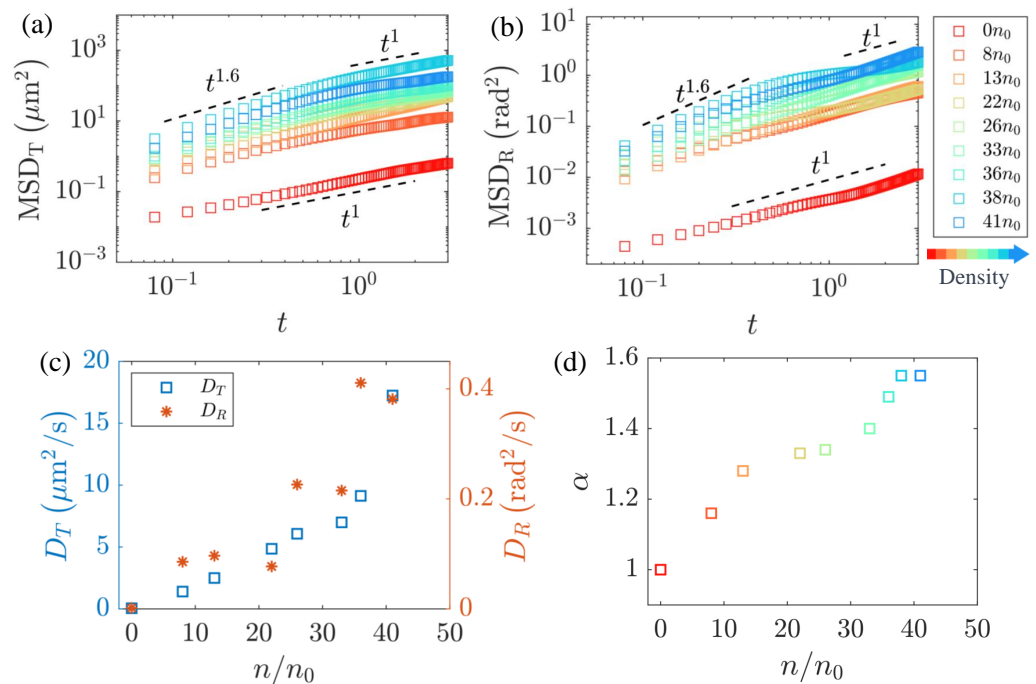 (a)
MSD_T (μm²)
10³
10¹
10⁻¹
10⁻³
t^1.6
t¹
t¹
10⁻¹
10⁰
t
(b)
MSD_R (rad²)
10¹
10⁰
10⁻¹
10⁻²
10⁻³
t^1.6
t¹
t¹
10⁻¹
10⁰
t
0n₀
8n₀
13n₀
22n₀
26n₀
33n₀
36n₀
38n₀
41n₀
Density
(c)
D_T (μm²/s)
20
15
10
5
0
D_T
D_R
0.4
0.2
0
D_R (rad²/s)
0 10 20 30 40 50
n/n₀
(d)
α
1.6
1.4
1.2
1
0 10 20 30 40 50
n/n₀